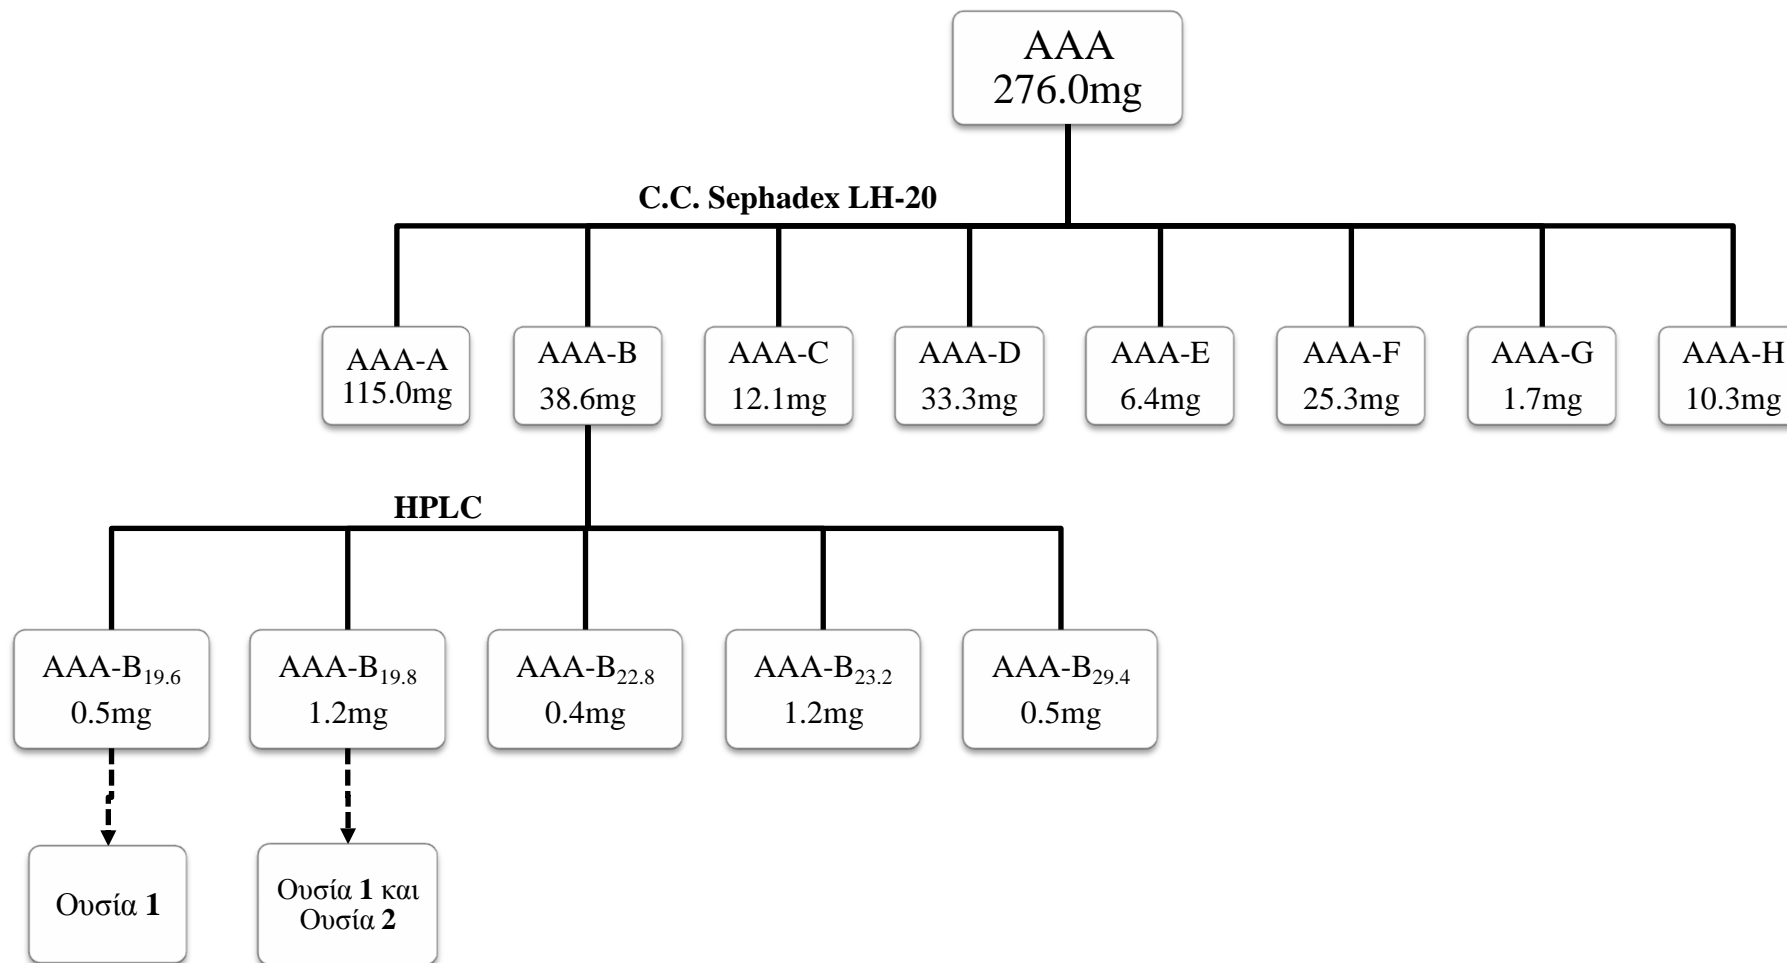 AAA
276.0mg
C.C. Sephadex LH-20
AAA-A
115.0mg
AAA-B
38.6mg
AAA-C
12.1mg
AAA-D
33.3mg
AAA-E
6.4mg
AAA-F
25.3mg
AAA-G
1.7mg
AAA-H
10.3mg
HPLC
AAA-B19.6
0.5mg
AAA-B19.8
1.2mg
AAA-B22.8
0.4mg
AAA-B23.2
1.2mg
AAA-B29.4
0.5mg
Ουσία 1
Ουσία 1 και
Ουσία 2